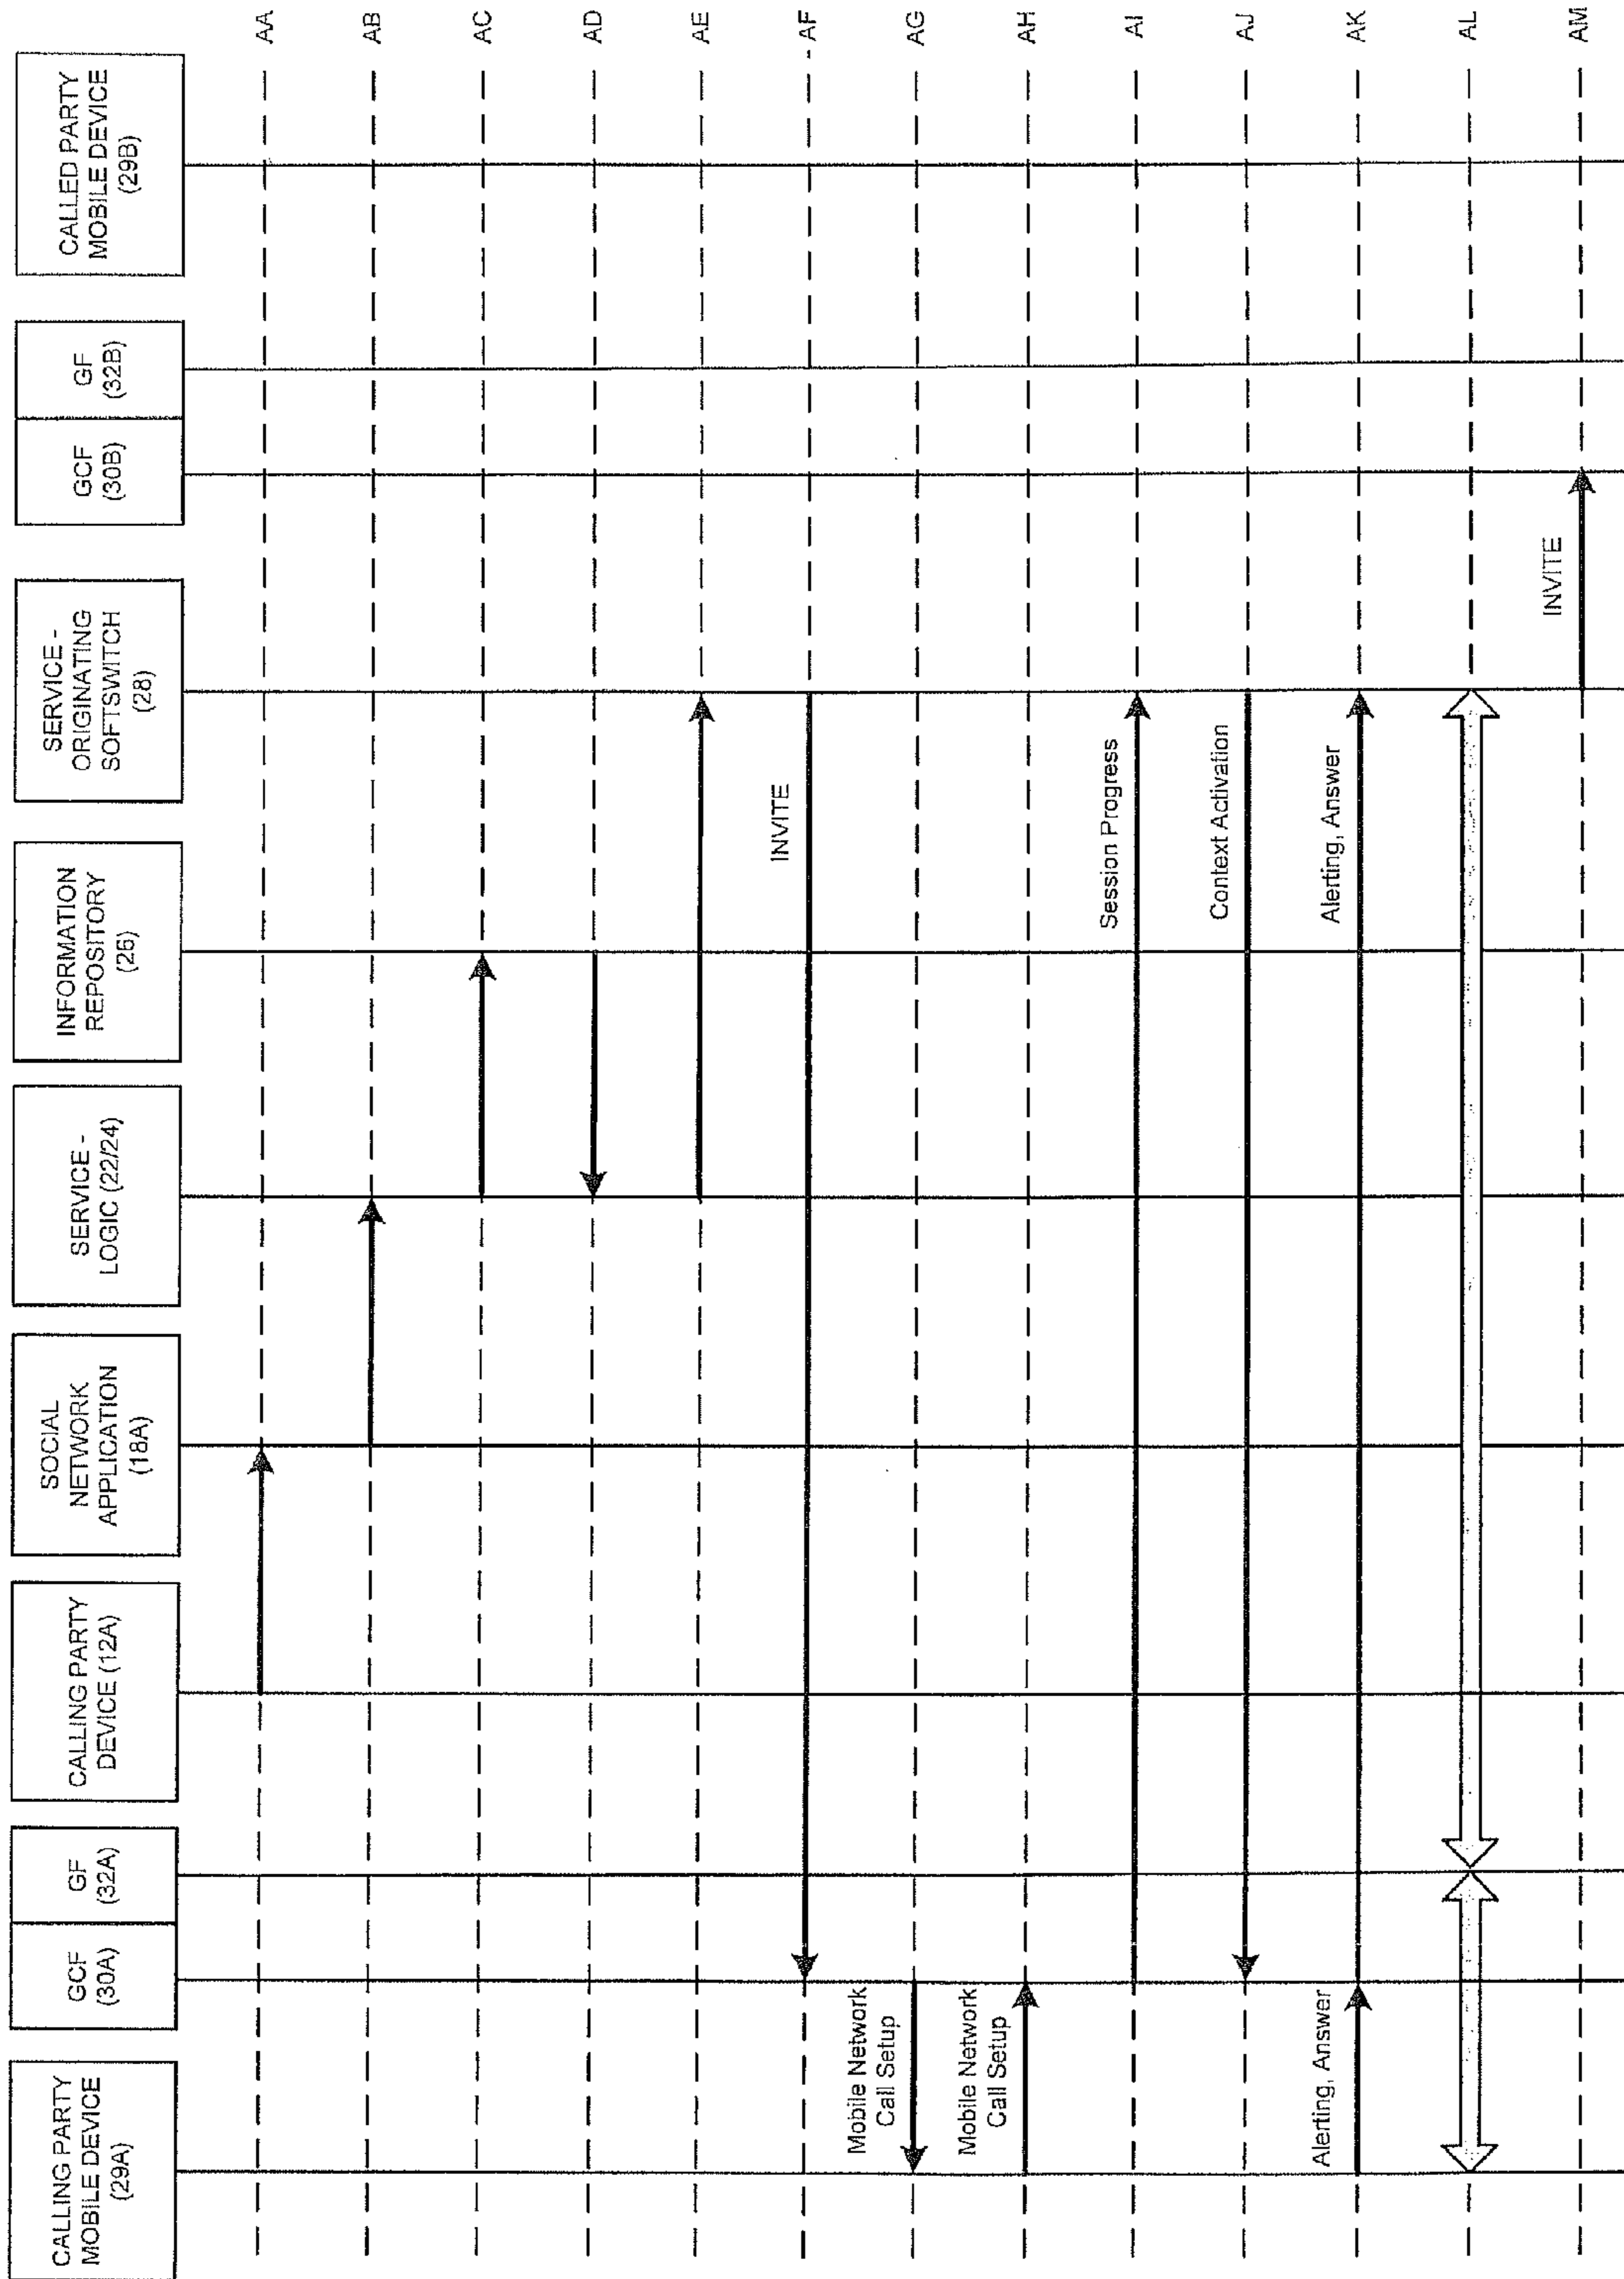 CALLING PARTY
MOBILE DEVICE
(29A)
GCF
(30A)
GF
(32A)
CALLING PARTY
DEVICE (12A)
SOCIAL
NETWORK
APPLICATION
(18A)
SERVICE -
LOGIC (22/24)
INFORMATION
REPOSITORY
(26)
SERVICE -
ORIGINATING
SOFTSWITCH
(28)
GCF
(30B)
GF
(32B)
CALLED PARTY
MOBILE DEVICE
(29B)
AA
AB
AC
AD
AE
INVITE
AF
Mobile Network
Call Setup
AG
Mobile Network
Call Setup
AH
Session Progress
AI
Context Activation
AJ
Alerting, Answer
Alerting, Answer
AK
AL
INVITE
AM